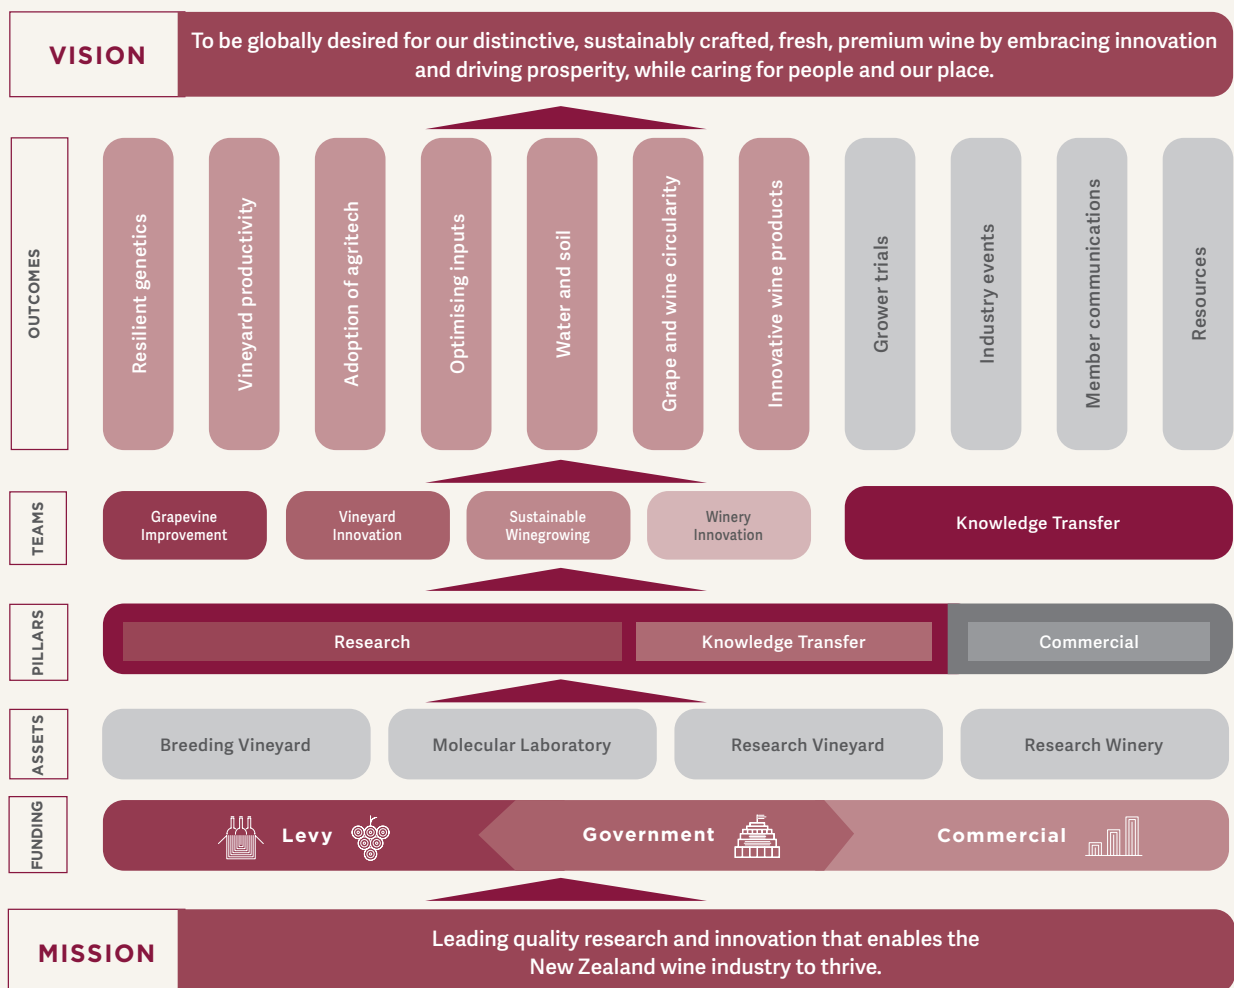 VISION
To be globally desired for our distinctive, sustainably crafted, fresh, premium wine by embracing innovation
and driving prosperity, while caring for people and our place.
OUTCOMES
Resilient genetics
Vineyard productivity
Adoption of agritech
Optimising inputs
Water and soil
Grape and wine circularity
Innovative wine products
Grower trials
Industry events
Member communications
Resources
TEAMS
Grapevine
Improvement
Vineyard
Innovation
Sustainable
Winegrowing
Winery
Innovation
Knowledge Transfer
PILLARS
Research
Knowledge Transfer
Commercial
ASSETS
Breeding Vineyard
Molecular Laboratory
Research Vineyard
Research Winery
FUNDING
Levy
Government
Commercial
MISSION
Leading quality research and innovation that enables the
New Zealand wine industry to thrive.